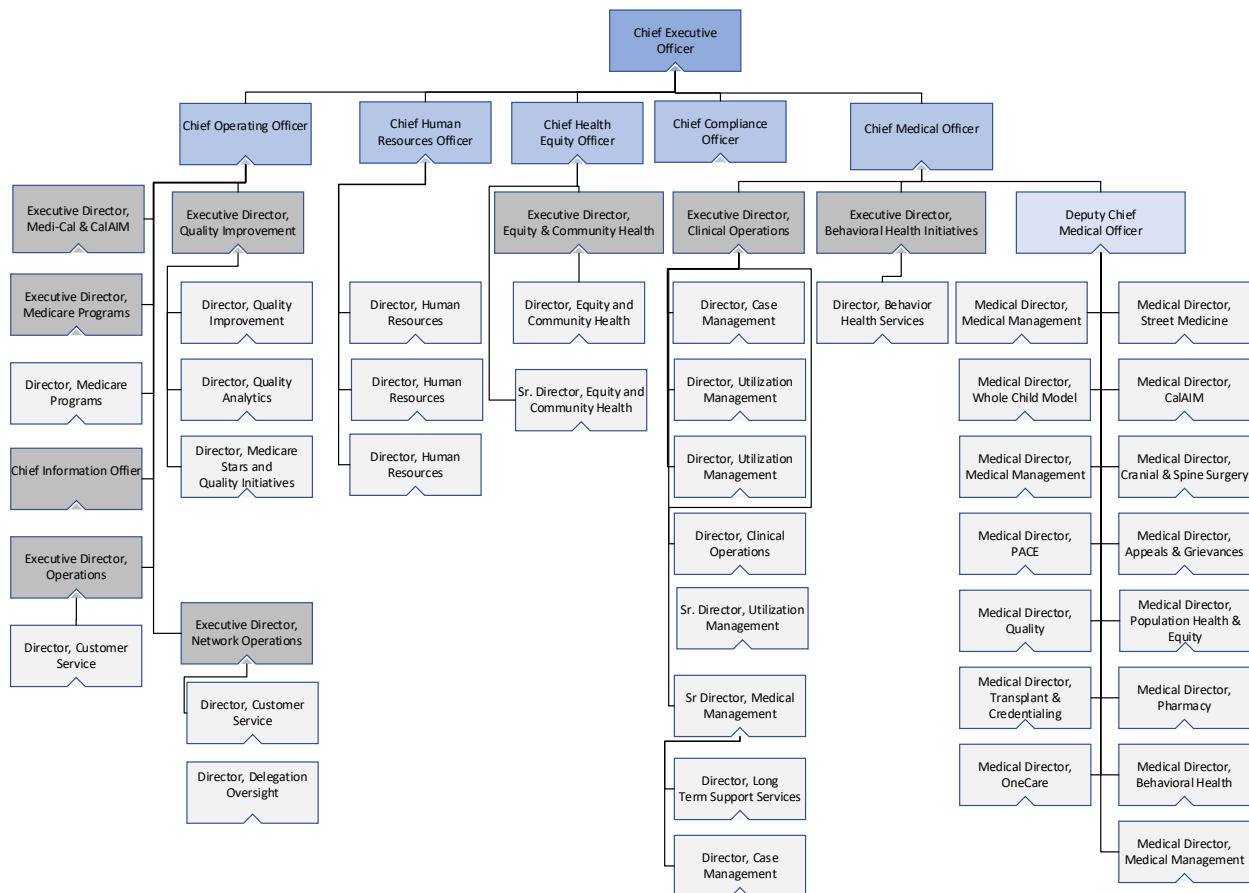 Chief Executive
Officer
Chief Operating Officer
Chief Human
Resources Officer
Chief Health
Equity Officer
Chief Compliance
Officer
Chief Medical Officer
Executive Director,
Medi-Cal & CalAIM
Executive Director,
Quality Improvement
Executive Director,
Equity & Community Health
Executive Director,
Clinical Operations
Executive Director,
Behavioral Health Initiatives
Deputy Chief
Medical Officer
Executive Director,
Medicare Programs
Director, Quality
Improvement
Director, Human
Resources
Director, Equity and
Community Health
Director, Case
Management
Director, Behavior
Health Services
Medical Director,
Medical Management
Medical Director,
Street Medicine
Director, Medicare
Programs
Director, Quality
Analytics
Director, Human
Resources
Sr. Director, Equity and
Community Health
Director, Utilization
Management
Medical Director,
Whole Child Model
Medical Director,
CalAIM
Chief Information Offier
Director, Medicare
Stars and
Quality Initiatives
Director, Human
Resources
Director, Utilization
Management
Medical Director,
Medical Management
Medical Director,
Cranial & Spine Surgery
Executive Director,
Operations
Director, Clinical
Operations
Medical Director,
PACE
Medical Director,
Appeals & Grievances
Director, Customer
Service
Executive Director,
Network Operations
Sr. Director, Utilization
Management
Medical Director,
Quality
Medical Director,
Population Health &
Equity
Director, Customer
Service
Sr Director, Medical
Management
Medical Director,
Transplant &
Credentialing
Medical Director,
Pharmacy
Director, Delegation
Oversight
Director, Long
Term Support Services
Medical Director,
OneCare
Medical Director,
Behavioral Health
Director, Case
Management
Medical Director,
Medical Management